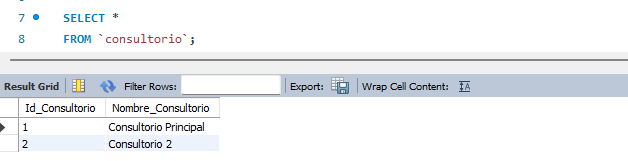 7 SELECT *
8 FROM `consultorio`;
Result Grid Filter Rows: Export: Wrap Cell Content:
Id_Consultorio Nombre_Consultorio
1 Consultorio Principal
2 Consultorio 2